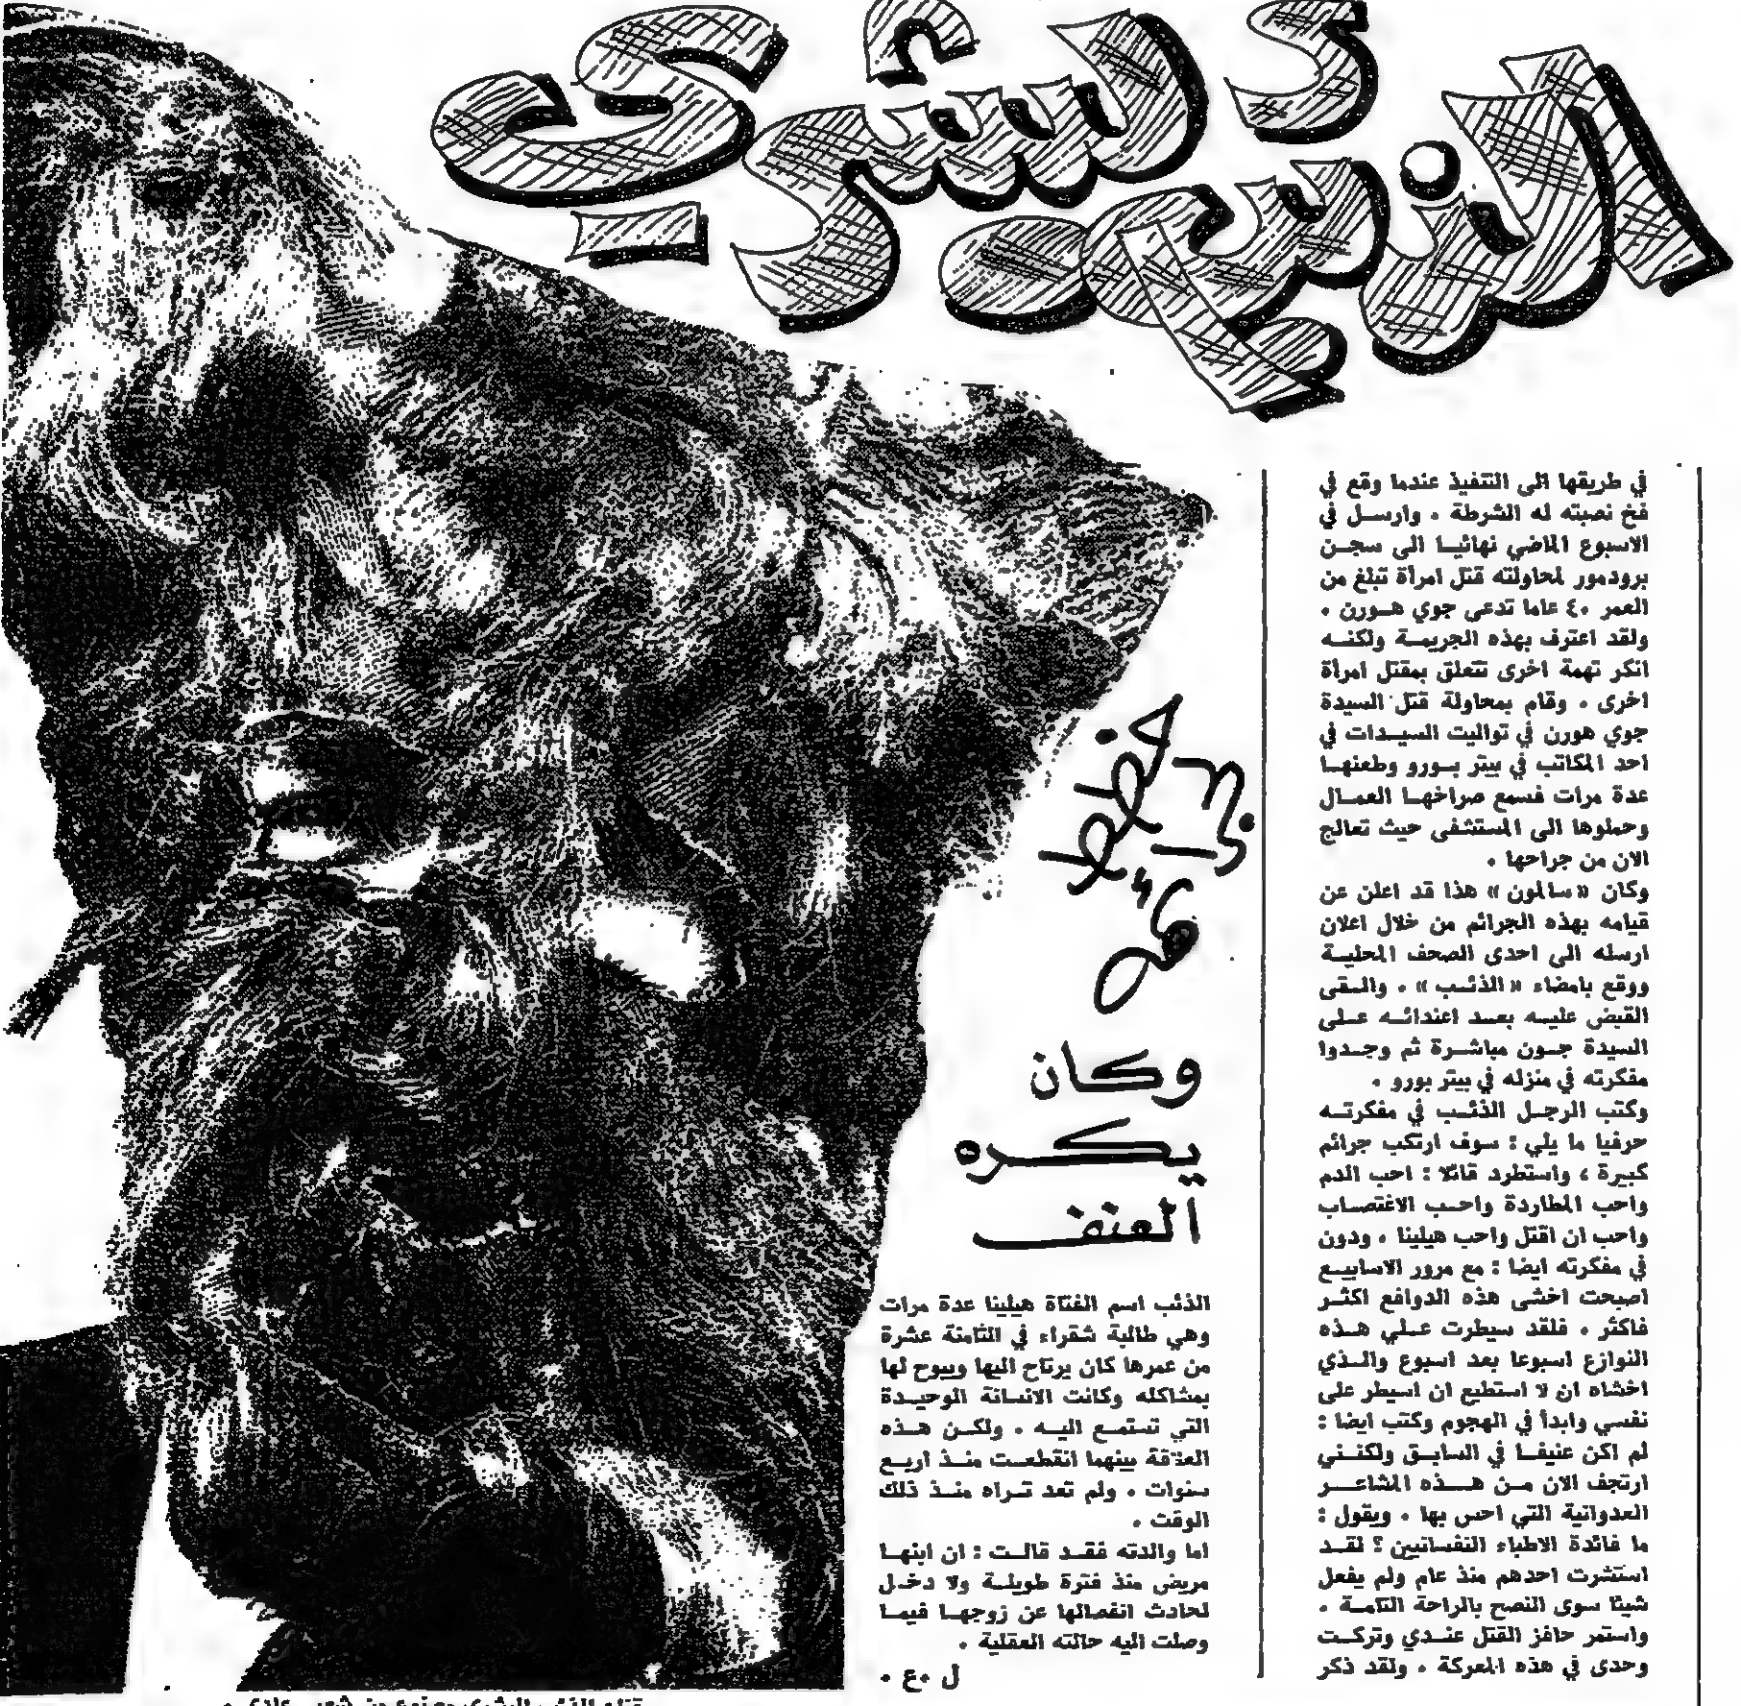 الذئب البشري
في طريقها الى التنفيذ عندما وقع في
فخ نصبته له الشرطة . وارسل في
الاسبوع الماضي نهائيا الى سجن
برودمور لمحاولته قتل امرأة تبلغ من
العمر ٤٠ عاما تدعى جوي هورن .
ولقد اعترف بهذه الجريمة ولكنه
انكر تهمة اخرى تتعلق بمقتل امرأة
اخرى . وقام بمحاولة قتل السيدة
جوي هورن في تواليت السيدات في
احد المكاتب في بيتر بورو وطعنها
عدة مرات فسمع صراخها العمال
وحملوها الى المستشفى حيث تعالج
الان من جراحها .
وكان « سالمون » هذا قد اعلن عن
قيامه بهذه الجرائم من خلال اعلان
ارسله الى احدى الصحف المحلية
ووقع بامضاء « الذئب » . والقى
القبض عليه بعد اعتدائه على
السيدة جون مباشرة ثم وجدوا
مفكرته في منزله في بيتر بورو .
وكتب الرجل الذئب في مفكرته
حرفيا ما يلي : سوف ارتكب جرائم
كبيرة ، واستطرد قائلا : احب الدم
واحب المطاردة واحب الاغتصاب
واحب ان اقتل واحب هيلينا . ودون
في مفكرته ايضا : مع مرور الاسابيع
اصبحت اخشى هذه الدوافع اكثر
فاكثر . فلقد سيطرت علي هذه
النوازع اسبوعا بعد اسبوع والذي
اخشاه ان لا استطيع ان اسيطر على
نفسي وابدأ في الهجوم وكتب ايضا :
لم اكن عنيفا في السابق ولكنني
ارتجف الان من هذه المشاعر
العدوانية التي احس بها . ويقول :
ما فائدة الاطباء النفسانيين ؟ لقد
استشرت احدهم منذ عام ولم يفعل
شيئا سوى النصح بالراحة التامة .
واستمر حافز القتل عندي وتركت
وحدى في هذه المعركة . ولقد ذكر
خطط
وكان
يكره
العنف
الذئب اسم الفتاة هيلينا عدة مرات
وهي طالبة شقراء في الثامنة عشرة
من عمرها كان يرتاح اليها ويبوح لها
بمشاكله وكانت الانسانة الوحيدة
التي تستمع اليه . ولكن هذه
العلاقة بينهما انقطعت منذ اربع
سنوات . ولم تعد تراه منذ ذلك
الوقت .
اما والدته فقد قالت : ان ابنها
مريض منذ فترة طويلة ولا دخل
لحادث انفصالها عن زوجها فيما
وصلت اليه حالته العقلية .
ل . ع .